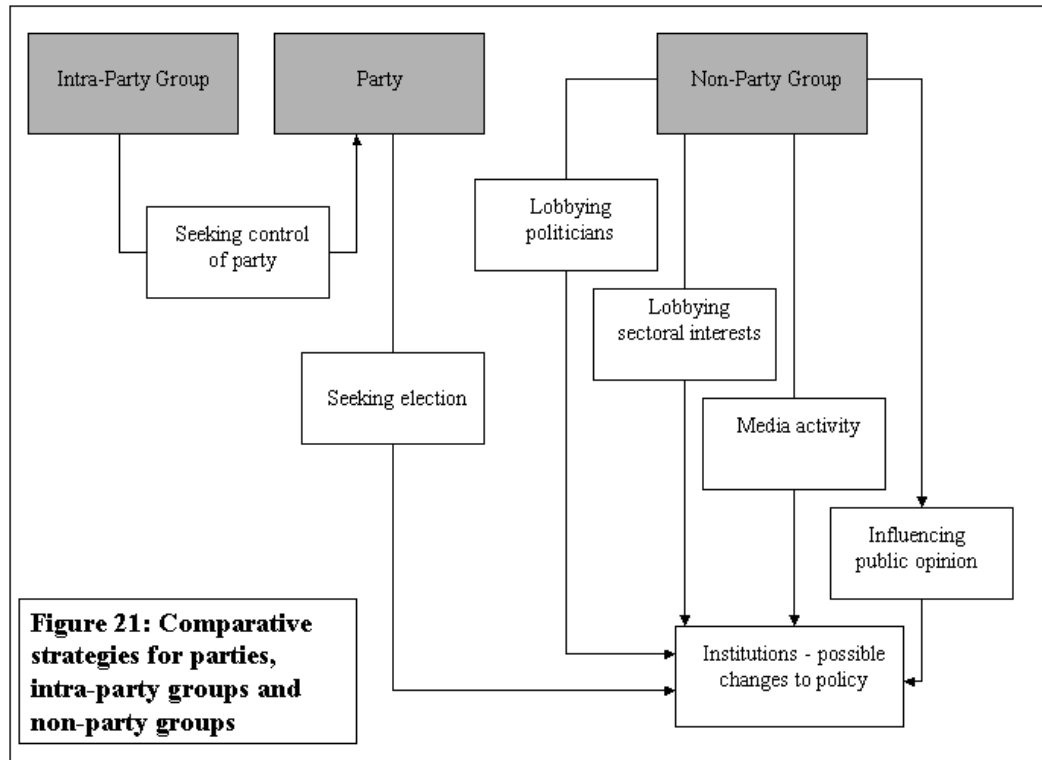 Intra-Party Group
Party
Non-Party Group
Lobbying
politicians
Seeking control
of party
Lobbying
sectoral interests
Seeking election
Media activity
Influencing
public opinion
Figure 21: Comparative
strategies for parties,
intra-party groups and
non-party groups
Institutions - possible
changes to policy